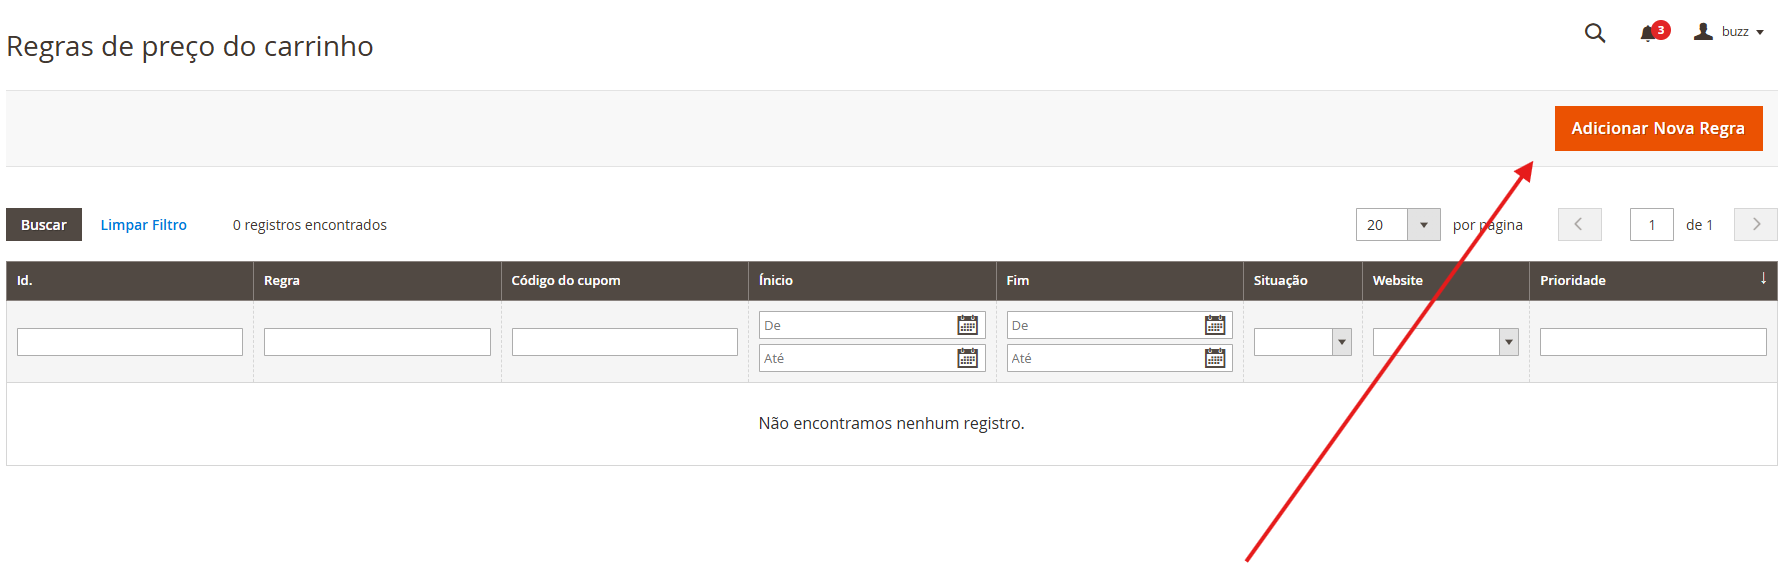 Regras de preço do carrinho
3
buzz
Adicionar Nova Regra
Buscar
Limpar Filtro
0 registros encontrados
20
por página
1
de 1
Id.
Regra
Código do cupom
Ínicio
Fim
Situação
Website
Prioridade
De
De
Até
Até
Não encontramos nenhum registro.